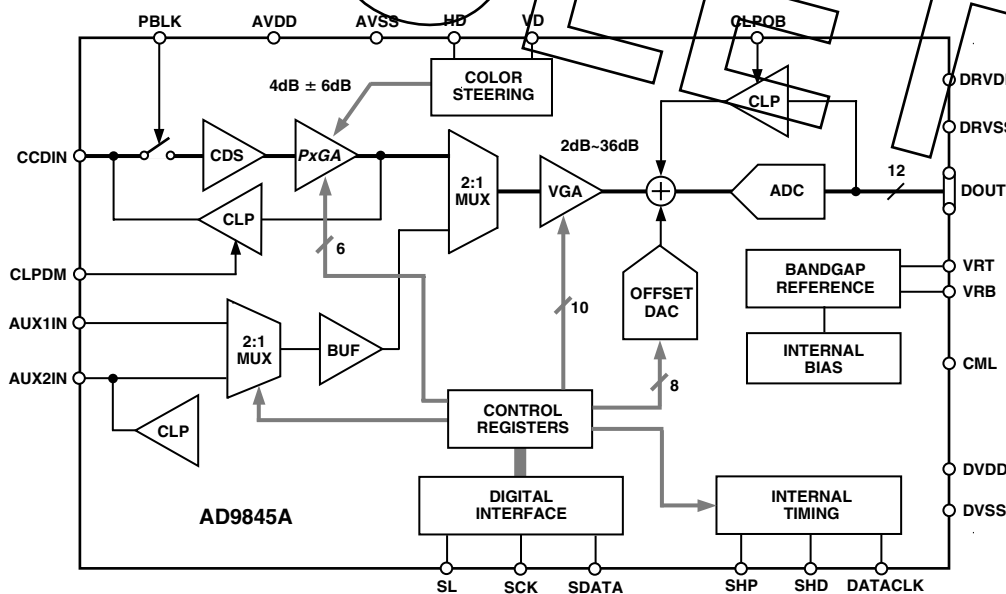 PBLK AVDD AVSS HD VD CLPOB
4dB ± 6dB
COLOR
STEERING
CLP
DRVDD
DRVSS
CCDIN
CDS
PxGA
2:1
MUX
2dB~36dB
VGA
ADC
12
DOUT
CLP
6
CLPDM
BANDGAP
REFERENCE
VRT
VRB
OFFSET
DAC
10
AUX1IN
2:1
MUX
BUF
INTERNAL
BIAS
CML
AUX2IN
8
CLP
CONTROL
REGISTERS
DVDD
DIGITAL
INTERFACE
INTERNAL
TIMING
DVSS
AD9845A
SL SCK SDATA SHP SHD DATACLK